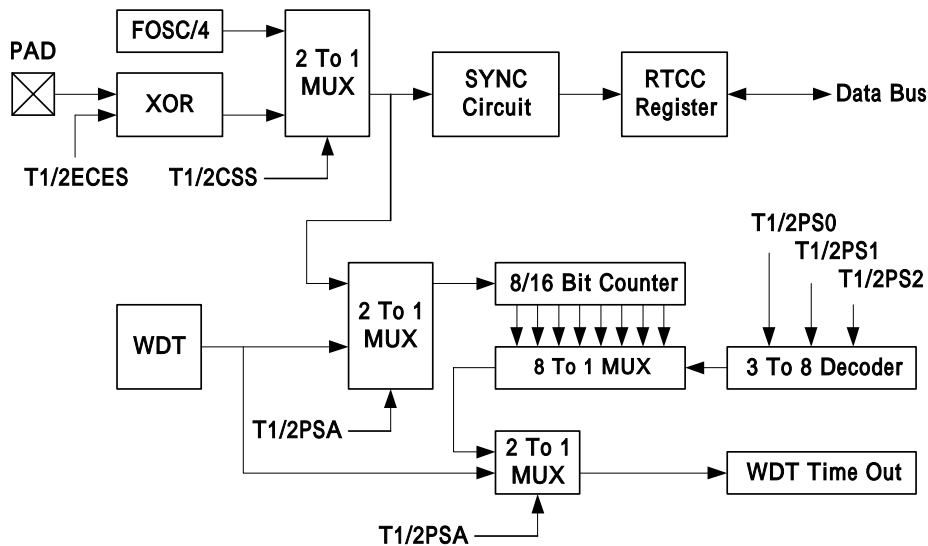 FOSC/4
PAD
XOR
2 To 1
MUX
SYNC
Circuit
RTCC
Register
Data Bus
T1/2ECES
T1/2CSS
T1/2PS0
T1/2PS1
T1/2PS2
8/16 Bit Counter
2 To 1
MUX
WDT
8 To 1 MUX
3 To 8 Decoder
T1/2PSA
2 To 1
MUX
WDT Time Out
T1/2PSA